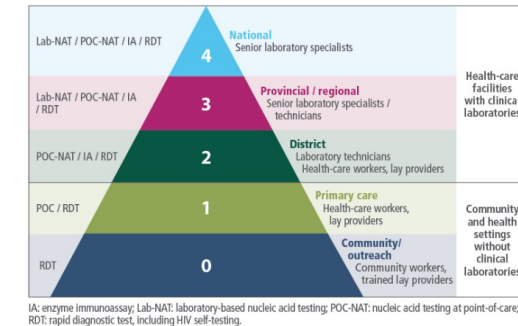 Lab-NAT / POC-NAT / IA / RDT
4
National
Senior laboratory specialists
Lab-NAT / POC-NAT / IA
/ RDT
3
Provincial / regional
Senior laboratory specialists /
technicians
POC-NAT / IA / RDT
2
District
Laboratory technicians
Health-care workers, lay providers
Health-care
facilities
with clinical
laboratories
POC / RDT
1
Primary care
Health-care workers,
lay providers
RDT
0
Community/
outreach
Community workers,
trained lay providers
Community
and health
settings
without
clinical
laboratories
IA: enzyme immunoassay; Lab-NAT: laboratory-based nucleic acid testing; POC-NAT: nucleic acid testing at point-of-care;
RDT: rapid diagnostic test, including HIV self-testing.